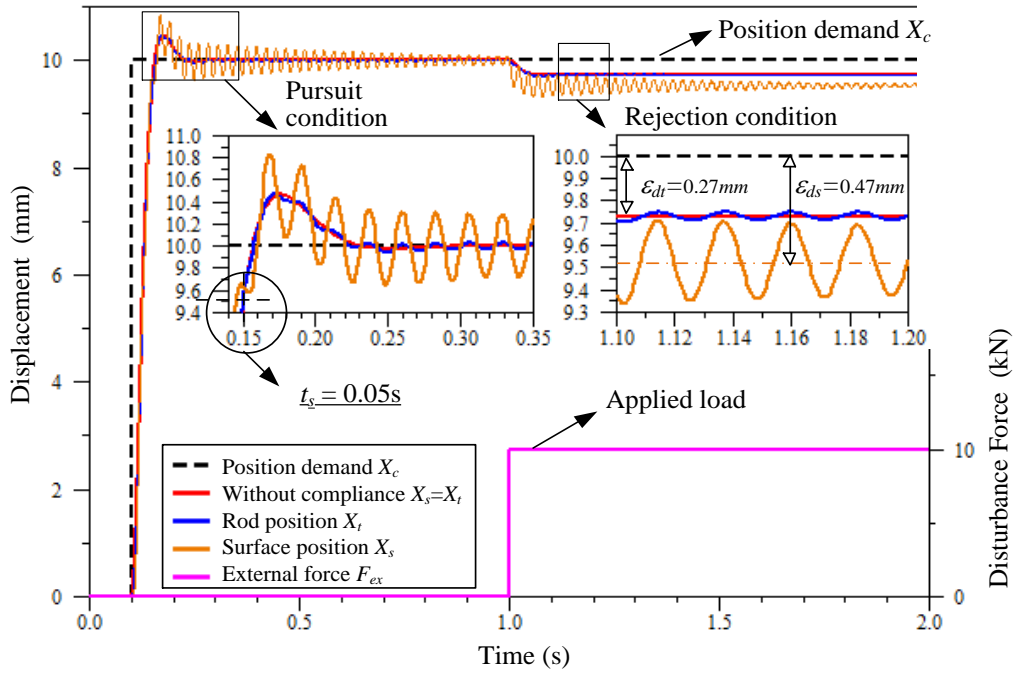 Position demand X_c
Pursuit
condition
Rejection condition
Displacement (mm)
10
8
6
4
2
0
11.0
10.8
10.6
10.4
10.2
10.0
9.8
9.6
9.4
0.15
0.20
0.25
0.30
0.35
t_s = 0.05s
10.0
9.9
9.8
9.7
9.6
9.5
9.4
9.3
ε_dt=0.27mm
ε_ds=0.47mm
1.10
1.12
1.14
1.16
1.18
1.20
Applied load
Position demand X_c
Without compliance X_s=X_t
Rod position X_t
Surface position X_s
External force F_ex
Disturbance Force (kN)
10
0
0.0
0.5
1.0
1.5
2.0
Time (s)